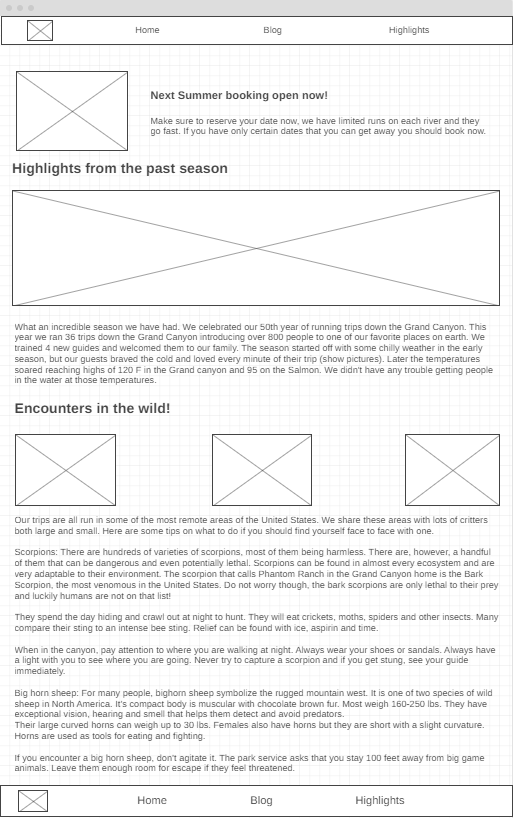 Home Blog Highlights
Next Summer booking open now!
Make sure to reserve your date now, we have limited runs on each river and they
go fast. If you have only certain dates that you can get away you should book now.
Highlights from the past season
What an incredible season we have had. We celebrated our 50th year of running trips down the Grand Canyon. This
year we ran 36 trips down the Grand Canyon introducing over 800 people to one of our favorite places on earth. We
trained 4 new guides and welcomed them to our family. The season started off with some chilly weather in the early
season, but our guests braved the cold and loved every minute of their trip (show pictures). Later the temperatures
soared reaching highs of 120 F in the Grand canyon and 95 on the Salmon. We didn't have any trouble getting people
in the water at those temperatures.
Encounters in the wild!
Our trips are all run in some of the most remote areas of the United States. We share these areas with lots of critters
both large and small. Here are some tips on what to do if you should find yourself face to face with one.
Scorpions: There are hundreds of varieties of scorpions, most of them being harmless. There are, however, a handful
of them that can be dangerous and even potentially lethal. Scorpions can be found in almost every ecosystem and are
very adaptable to their environment. The scorpion that calls Phantom Ranch in the Grand Canyon home is the Bark
Scorpion, the most venomous in the United States. Do not worry though, the bark scorpions are only lethal to their prey
and luckily humans are not on that list!
They spend the day hiding and crawl out at night to hunt. They will eat crickets, moths, spiders and other insects. Many
compare their sting to an intense bee sting. Relief can be found with ice, aspirin and time.
When in the canyon, pay attention to where you are walking at night. Always wear your shoes or sandals. Always have
a light with you to see where you are going. Never try to capture a scorpion and if you get stung, see your guide
immediately.
Big horn sheep: For many people, bighorn sheep symbolize the rugged mountain west. It is one of two species of wild
sheep in North America. It's compact body is muscular with chocolate brown fur. Most weigh 160-250 lbs. They have
exceptional vision, hearing and smell that helps them detect and avoid predators.
Their large curved horns can weigh up to 30 lbs. Females also have horns but they are short with a slight curvature.
Horns are used as tools for eating and fighting.
If you encounter a big horn sheep, don't agitate it. The park service asks that you stay 100 feet away from big game
animals. Leave them enough room for escape if they feel threatened.
Home Blog Highlights